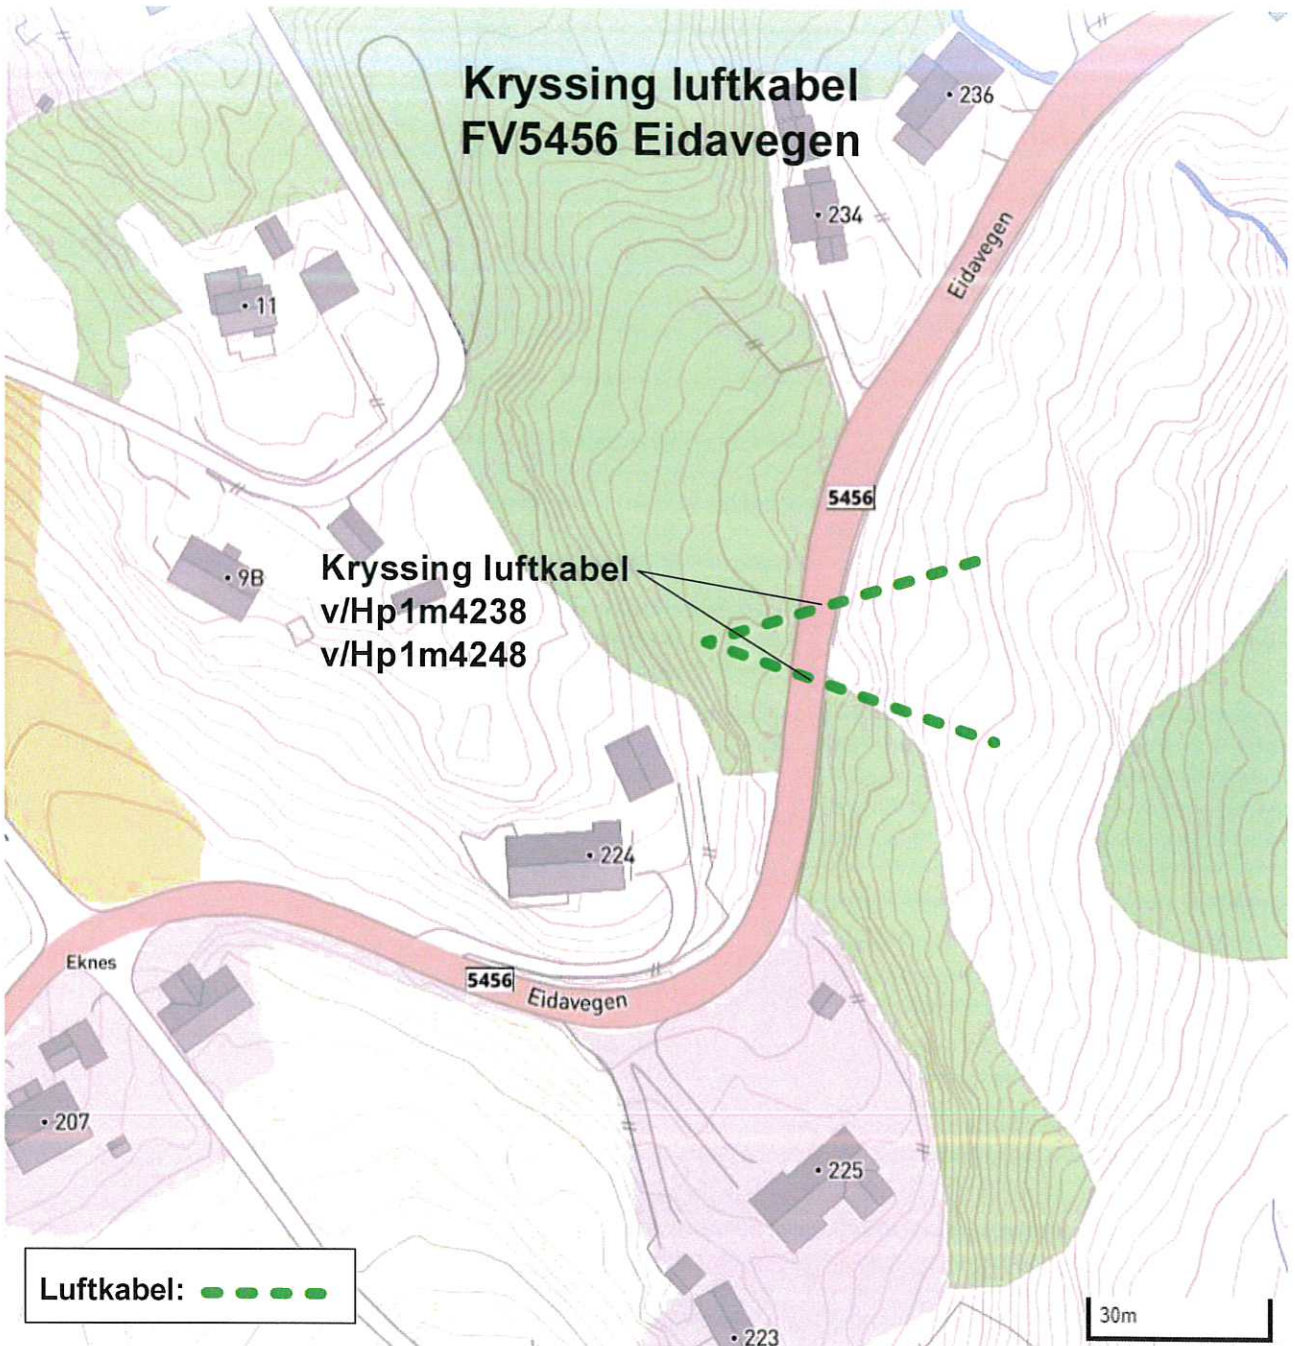 Kryssing luftkabel
FV5456 Eidavegen
236
234
Eidavegen
11
5456
9B
Kryssing luftkabel
v/Hp1m4238
v/Hp1m4248
224
Eknes
5456
Eidavegen
207
225
Luftkabel:
30m
223